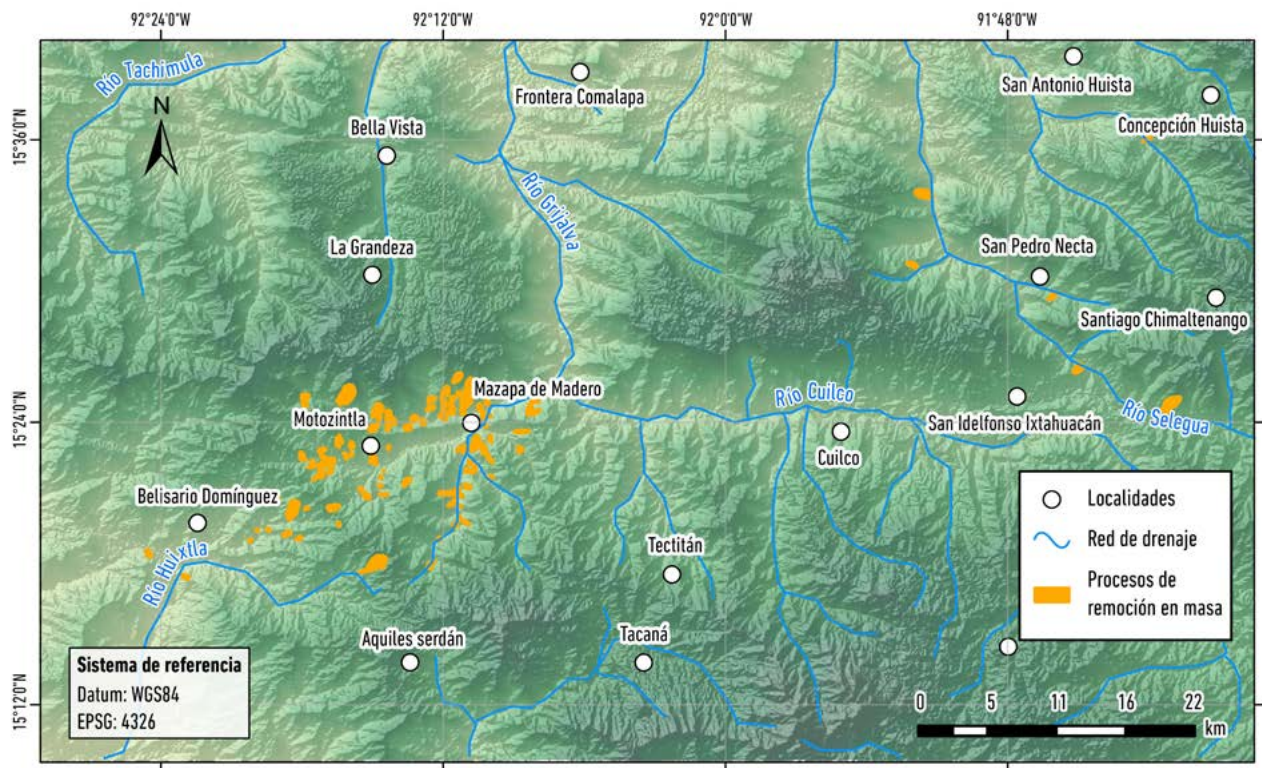 92°24'0"W
92°12'0"W
92°0'0"W
91°48'0"W
Río Tachimula
San Antonio Huista
Frontera Comalapa
N
Bella Vista
Concepción Huista
15°36'0"N
Río Grijalva
La Grandeza
San Pedro Necta
Santiago Chimaltenango
Mazapa de Madero
Río Cuilco
Motozintla
San Idelfonso Ixtahuacán
Río Selegua
15°24'0"N
Cuilco
Belisario Domínguez
Localidades
Red de drenaje
Río Huixtla
Tectitán
Procesos de
remoción en masa
Aquiles serdán
Tacaná
Sistema de referencia
Datum: WGS84
EPSG: 4326
15°12'0"N
0 5 11 16 22
km